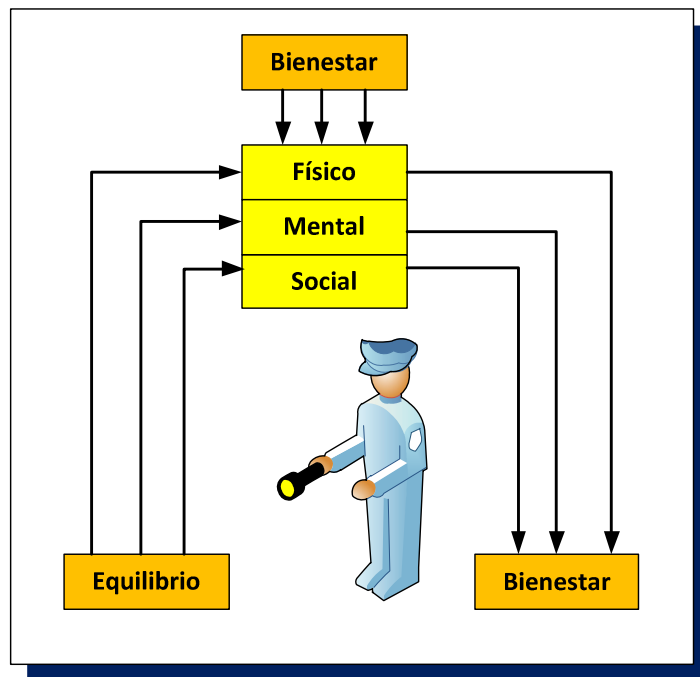 Bienestar
Físico
Mental
Social
Equilibrio
Bienestar